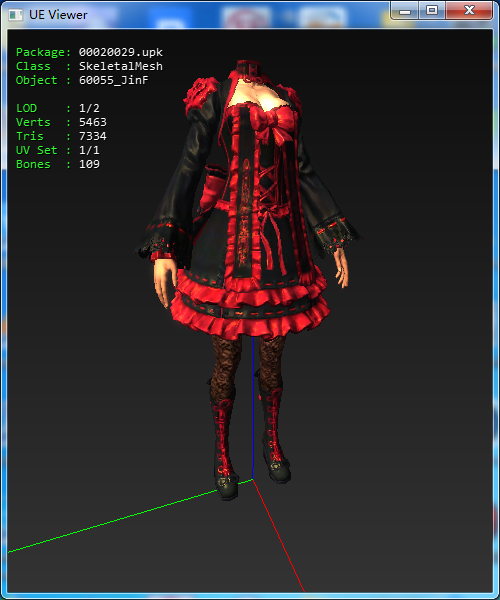 UE Viewer
Package: 00020029.upk
Class : SkeletalMesh
Object : 60055_JinF
LOD : 1/2
Verts : 5463
Tris : 7334
UV Set : 1/1
Bones : 109